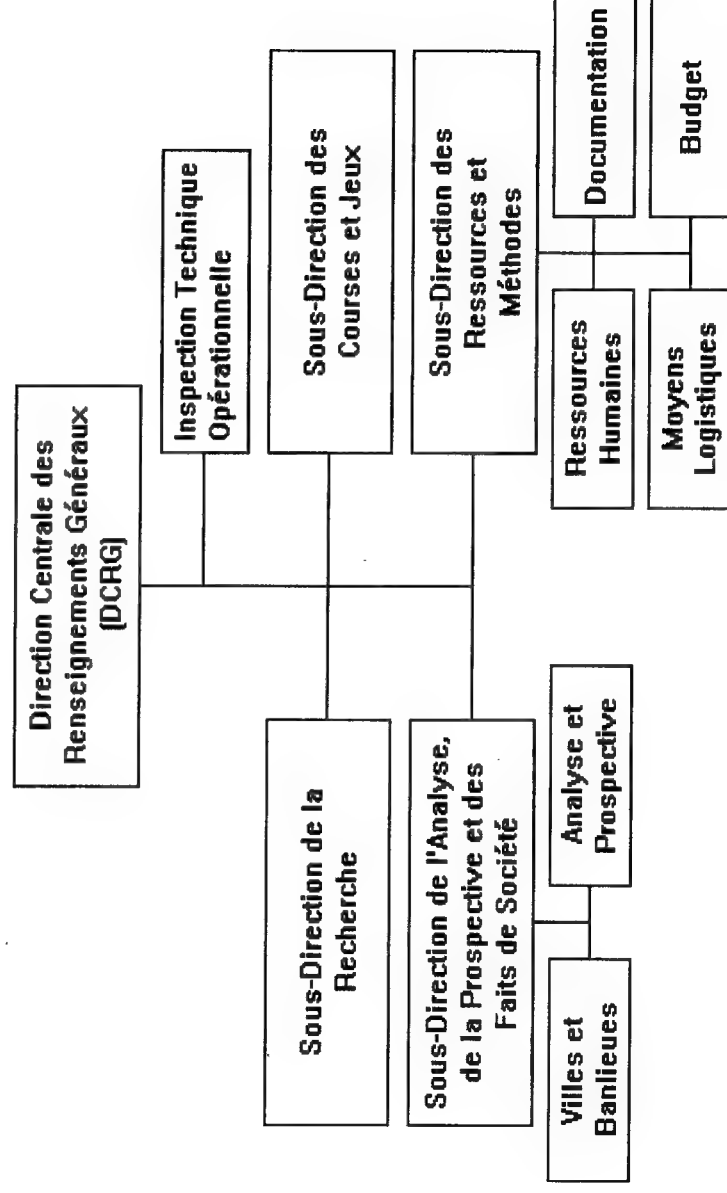 Direction Centrale des
Renseignements Généraux
(DCRG)
Inspection Technique
Opérationnelle
Sous-Direction de la
Recherche
Sous-Direction des
Courses et Jeux
Sous-Direction de l'Analyse,
de la Prospective et des
Faits de Société
Sous-Direction des
Ressources et
Méthodes
Villes et
Banlieues
Analyse et
Prospective
Ressources
Humaines
Documentation
Moyens
Logistiques
Budget